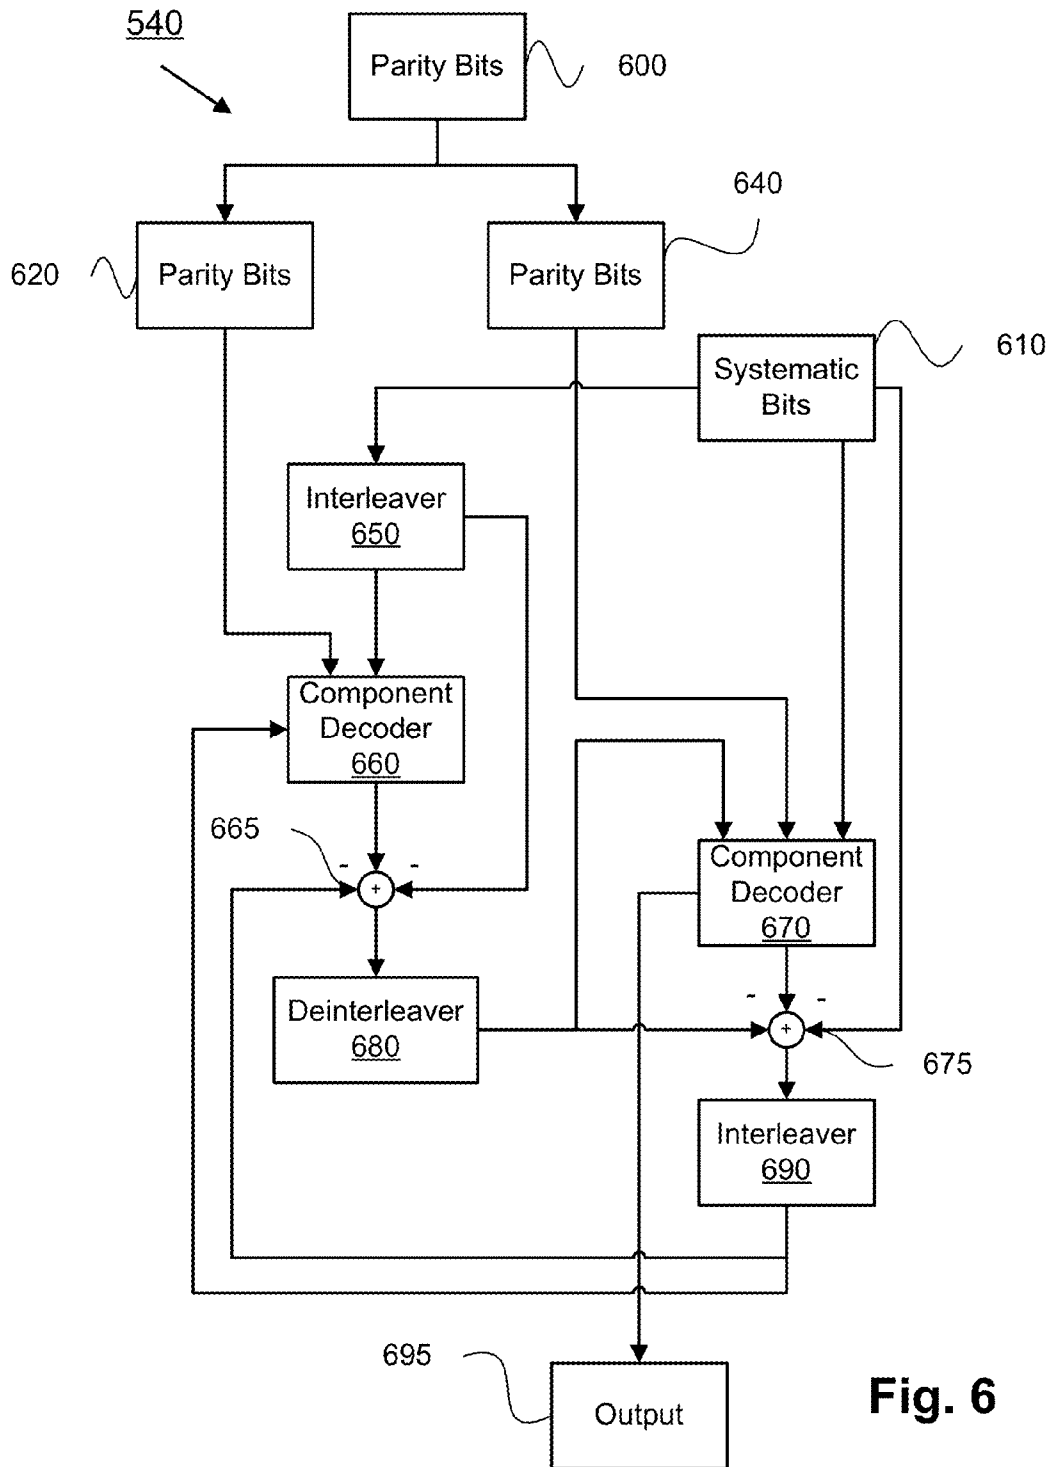 540
Parity Bits
600
640
620
Parity Bits
Parity Bits
610
Systematic
Bits
Interleaver
650
Component
Decoder
660
665
-
-
+
Component
Decoder
670
Deinterleaver
680
-
-
+
675
Interleaver
690
695
Output
Fig. 6